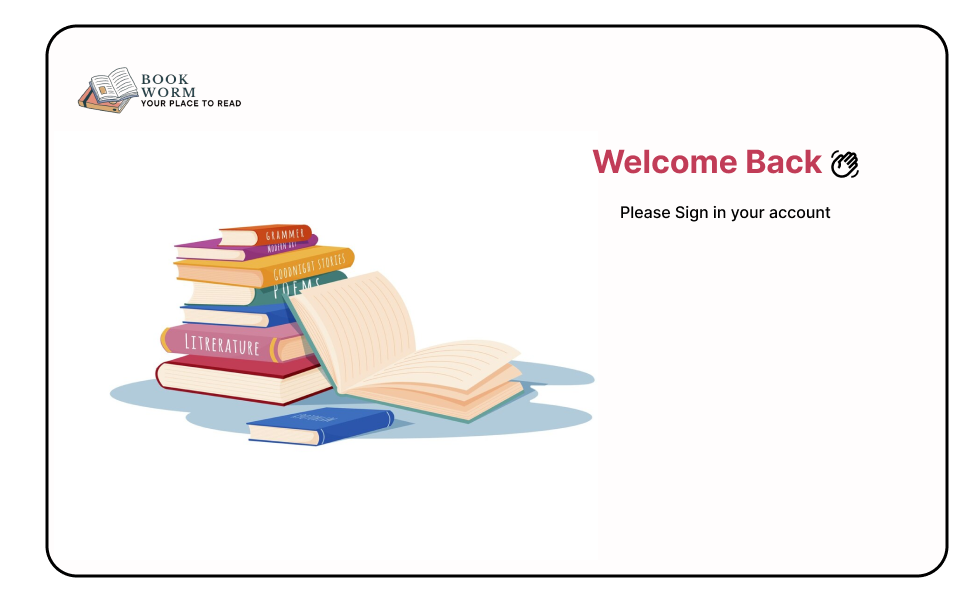 BOOK
WORM
YOUR PLACE TO READ
Welcome Back
Please Sign in your account
GRAMMER
MODERN ART
GOODNIGHT STORIES
POEMS
LITRERATURE